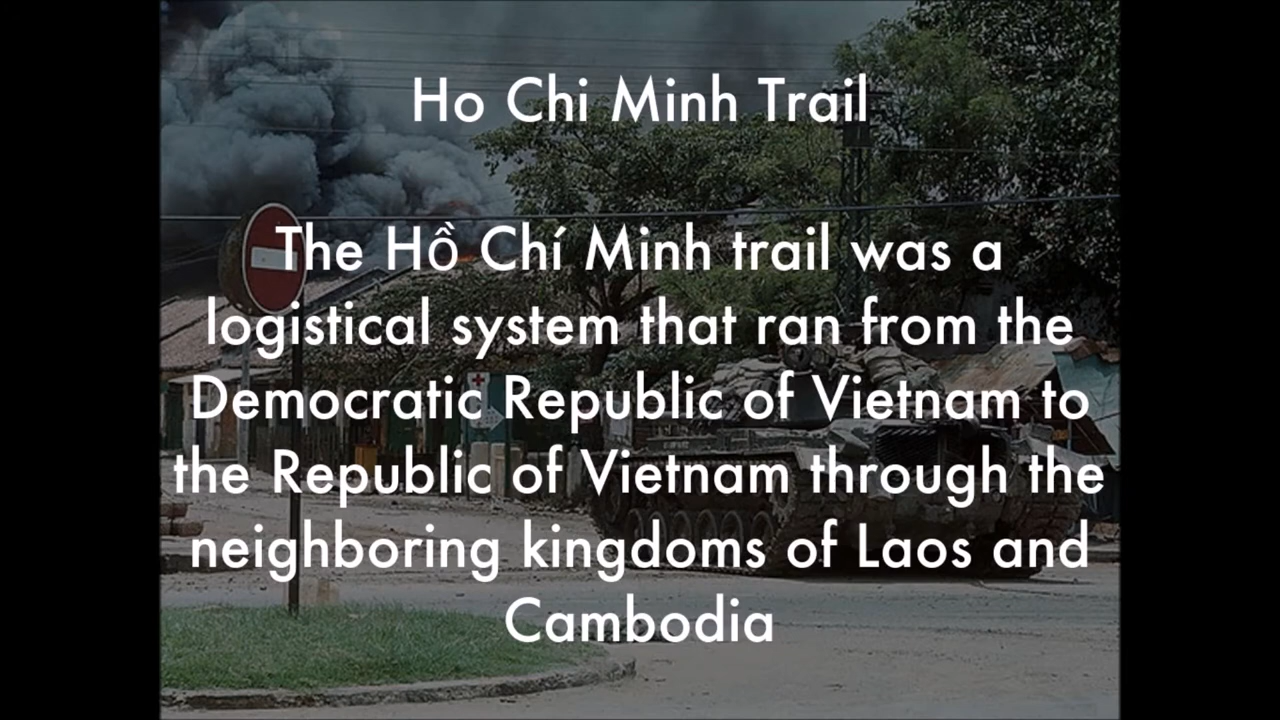 Ho Chi Minh Trail
The Hồ Chí Minh trail was a
logistical system that ran from the
Democratic Republic of Vietnam to
the Republic of Vietnam through the
neighboring kingdoms of Laos and
Cambodia